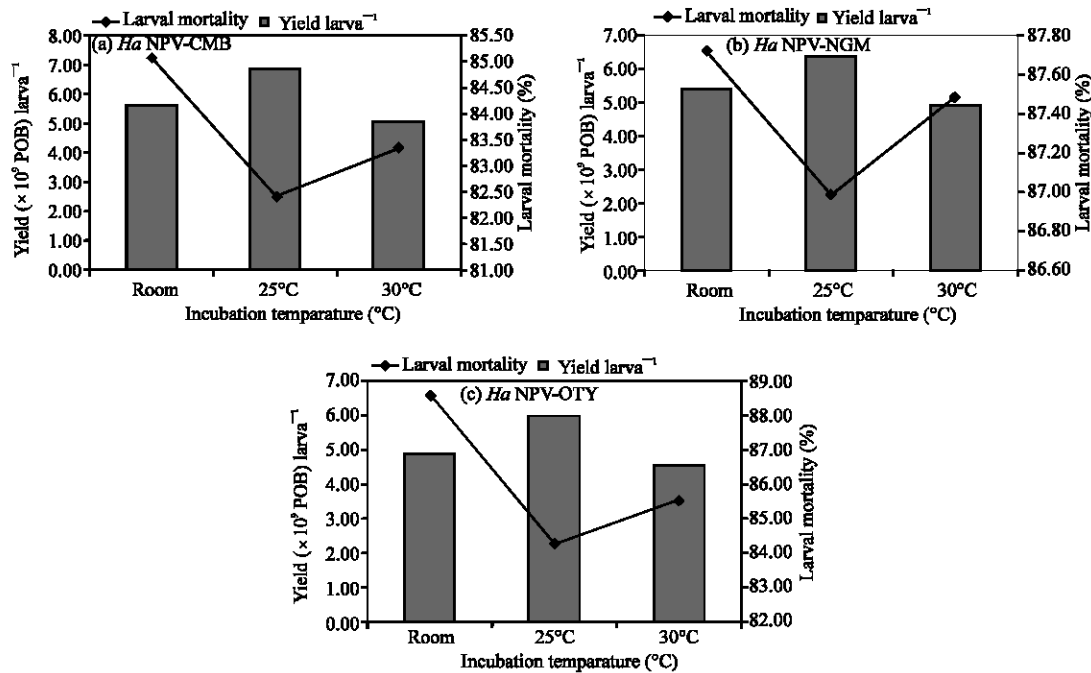 Larval mortality Yield larva⁻¹
(a) Ha NPV-CMB
Yield (× 10⁹ POB) larva⁻¹
8.00
7.00
6.00
5.00
4.00
3.00
2.00
1.00
0.00
85.50
85.00
84.50
84.00
83.50
83.00
82.50
82.00
81.50
81.00
Larval mortality (%)
Room 25°C 30°C
Incubation temparature (°C)
Larval mortality Yield larva⁻¹
(b) Ha NPV-NGM
Yield (× 10⁹ POB) larva⁻¹
7.00
6.00
5.00
4.00
3.00
2.00
1.00
0.00
87.80
87.60
87.40
87.20
87.00
86.80
86.60
Larval mortality (%)
Room 25°C 30°C
Incubation temparature (°C)
Larval mortality Yield larva⁻¹
(c) Ha NPV-OTY
Yield (× 10⁹ POB) larva⁻¹
7.00
6.00
5.00
4.00
3.00
2.00
1.00
0.00
89.00
88.00
87.00
86.00
85.00
84.00
83.00
82.00
Larval mortality (%)
Room 25°C 30°C
Incubation temparature (°C)